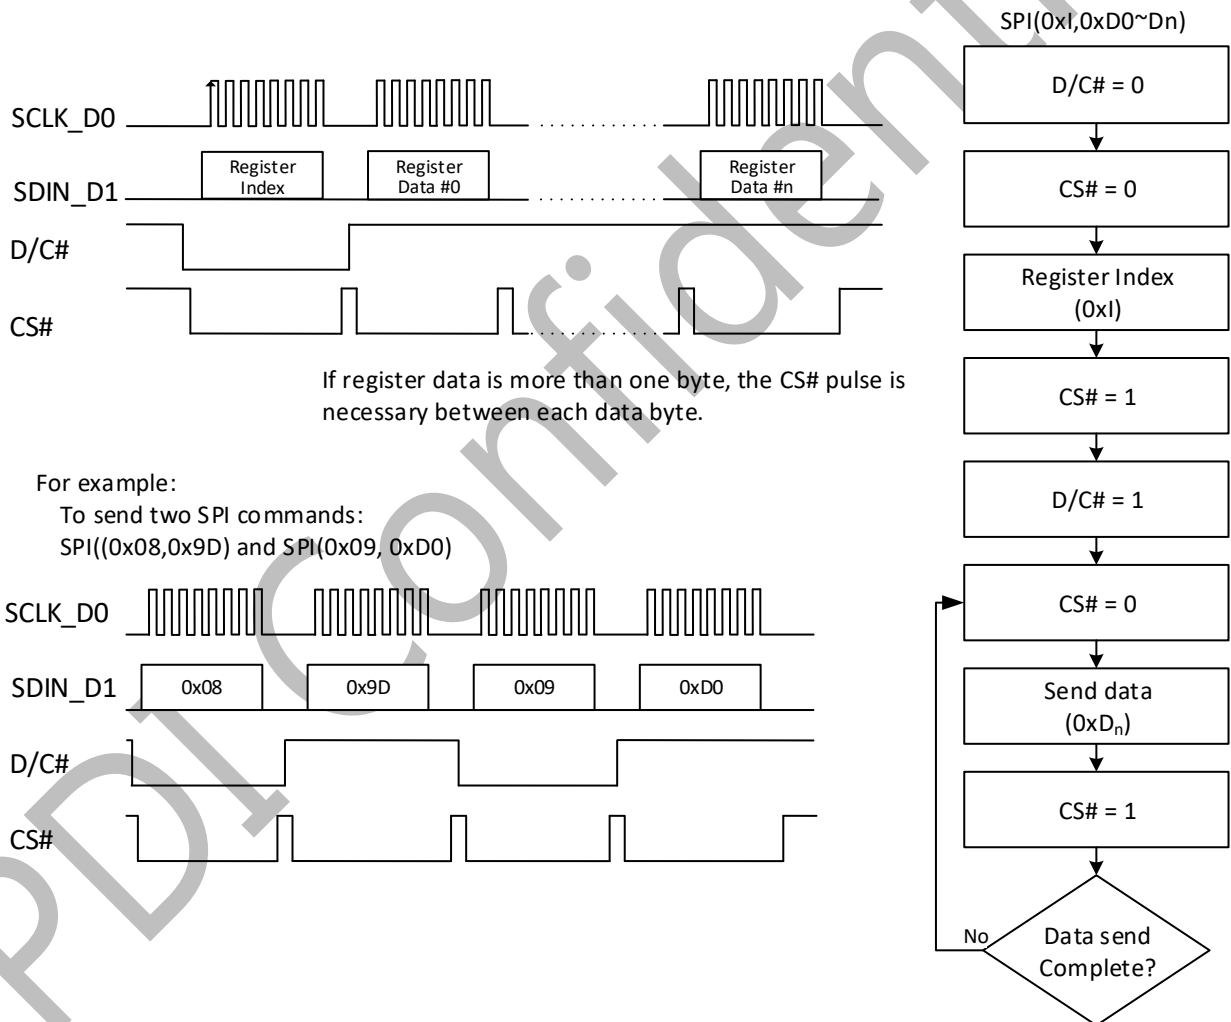 SCLK_D0
Register
Index
Register
Data #0
Register
Data #n
SDIN_D1
D/C#
CS#
If register data is more than one byte, the CS# pulse is
necessary between each data byte.
For example:
To send two SPI commands:
SPI((0x08,0x9D) and SPI(0x09, 0xD0)
SCLK_D0
SDIN_D1
0x08
0x9D
0x09
0xD0
D/C#
CS#
SPI(0xI,0xD0~Dn)
D/C# = 0
CS# = 0
Register Index
(0xI)
CS# = 1
D/C# = 1
CS# = 0
Send data
(0xDn)
CS# = 1
No
Data send
Complete?
PDI Confident